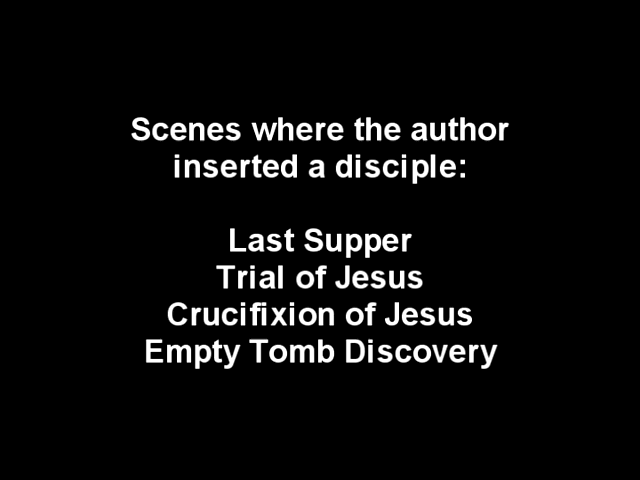 Scenes where the author
inserted a disciple:
Last Supper
Trial of Jesus
Crucifixion of Jesus
Empty Tomb Discovery